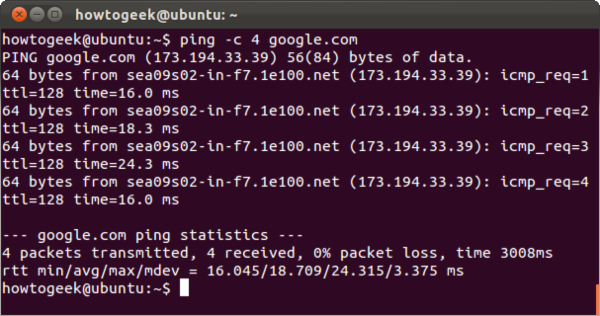 howtogeek@ubuntu: ~
howtogeek@ubuntu:~$ ping -c 4 google.com
PING google.com (173.194.33.39) 56(84) bytes of data.
64 bytes from sea09s02-in-f7.1e100.net (173.194.33.39): icmp_req=1
ttl=128 time=16.0 ms
64 bytes from sea09s02-in-f7.1e100.net (173.194.33.39): icmp_req=2
ttl=128 time=18.3 ms
64 bytes from sea09s02-in-f7.1e100.net (173.194.33.39): icmp_req=3
ttl=128 time=24.3 ms
64 bytes from sea09s02-in-f7.1e100.net (173.194.33.39): icmp_req=4
ttl=128 time=16.0 ms
--- google.com ping statistics ---
4 packets transmitted, 4 received, 0% packet loss, time 3008ms
rtt min/avg/max/mdev = 16.045/18.709/24.315/3.375 ms
howtogeek@ubuntu:~$